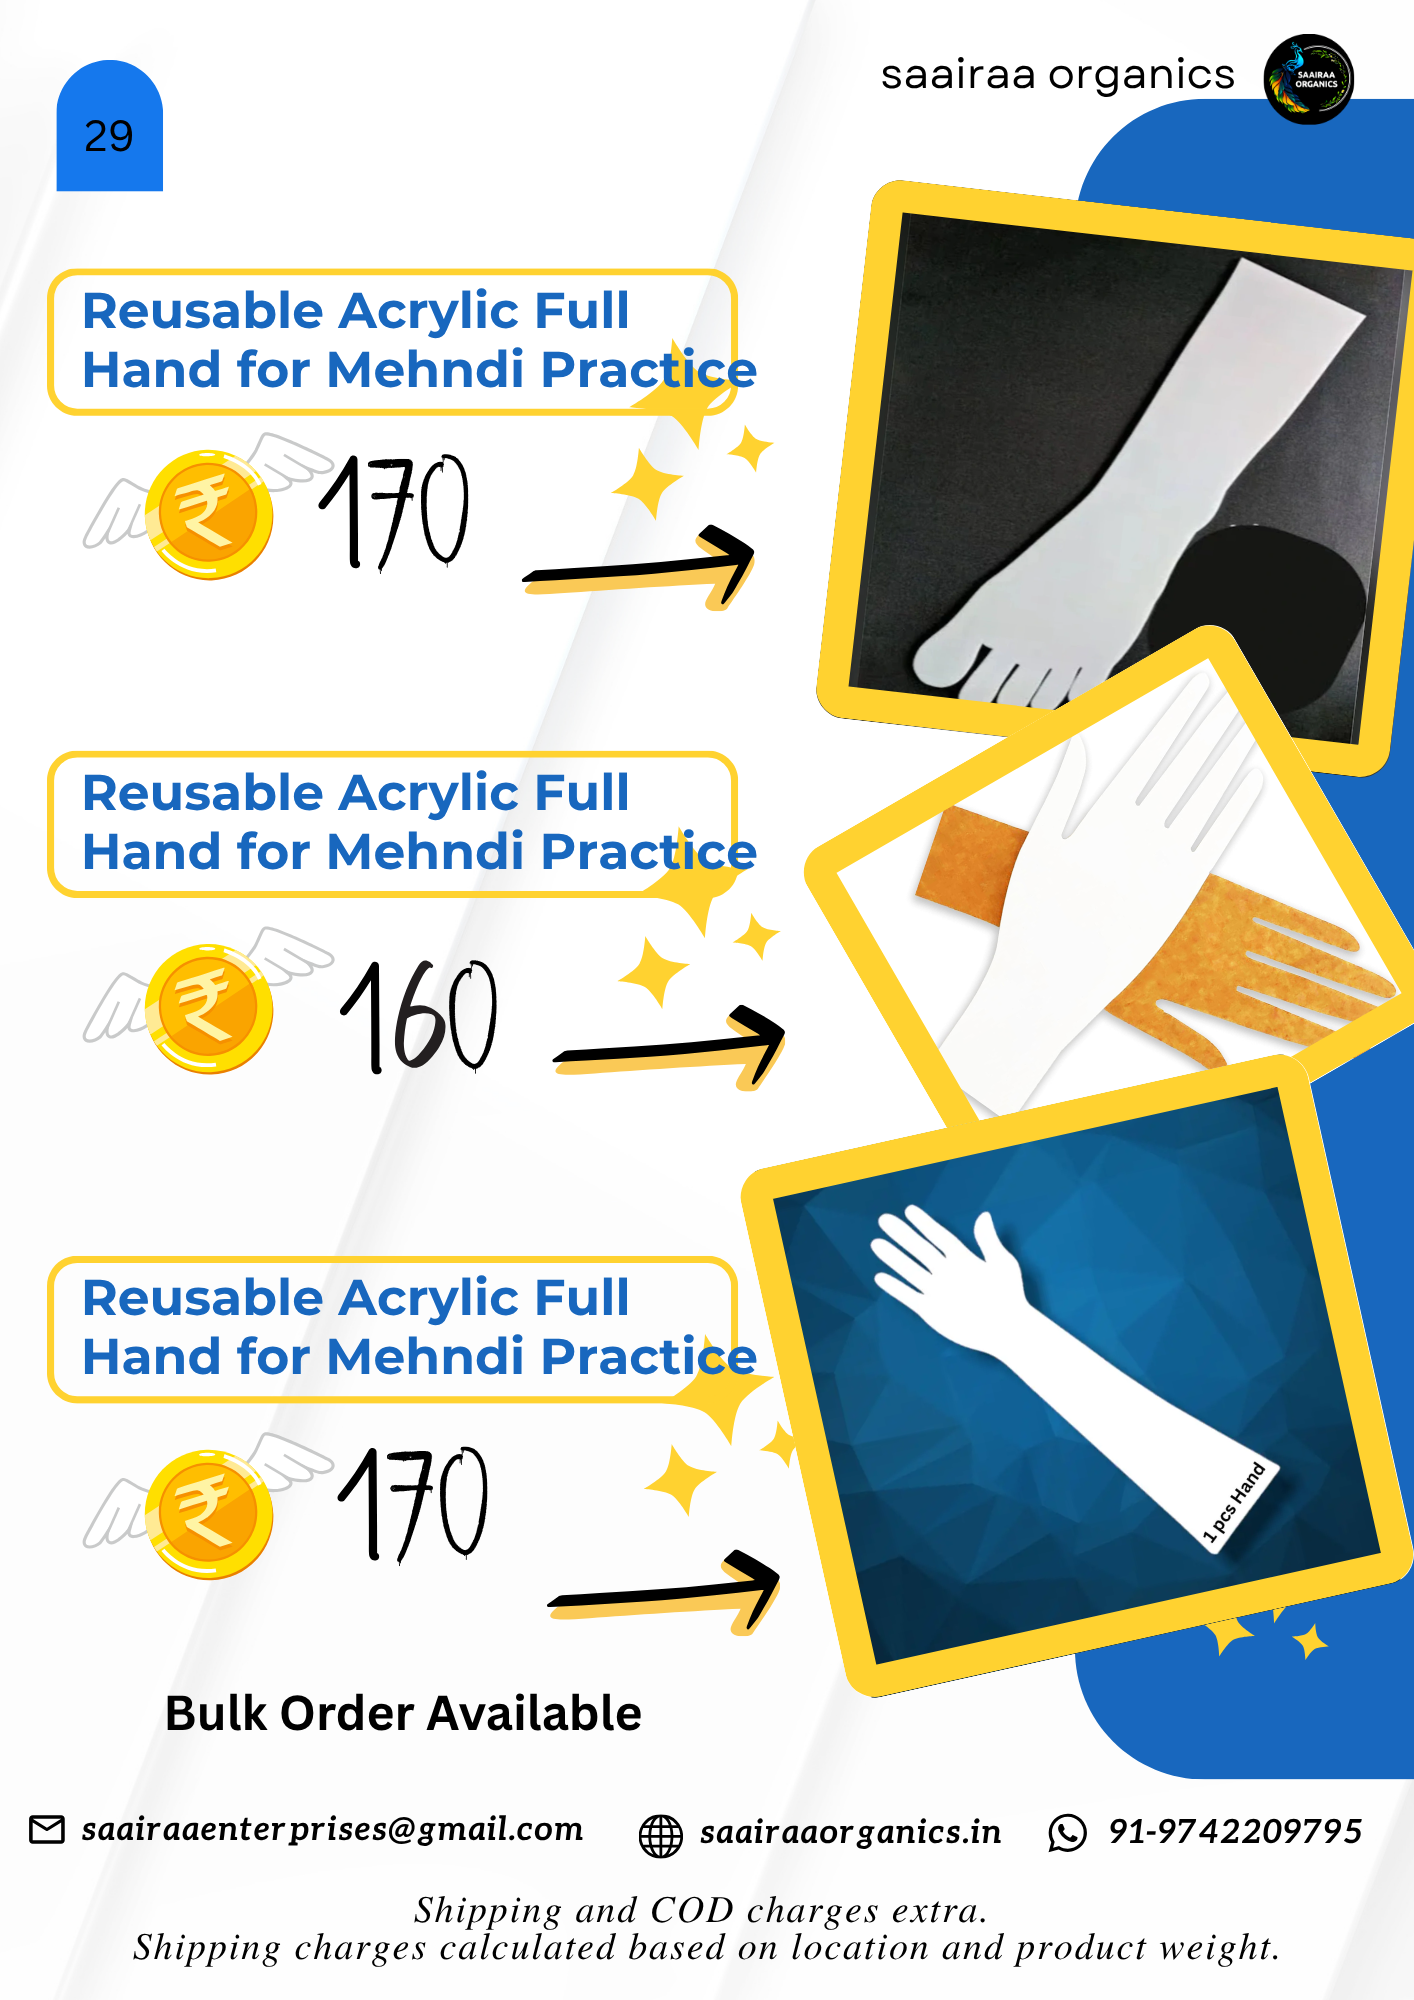 saairaa organics
SAAIRAA
ORGANICS
29
Reusable Acrylic Full
Hand for Mehndi Practice
₹ 170
Reusable Acrylic Full
Hand for Mehndi Practice
₹ 160
Reusable Acrylic Full
Hand for Mehndi Practice
₹ 170
1 pcs Hand
Bulk Order Available
saairaaenterprises@gmail.com
saairaaorganics.in
91-9742209795
Shipping and COD charges extra.
Shipping charges calculated based on location and product weight.